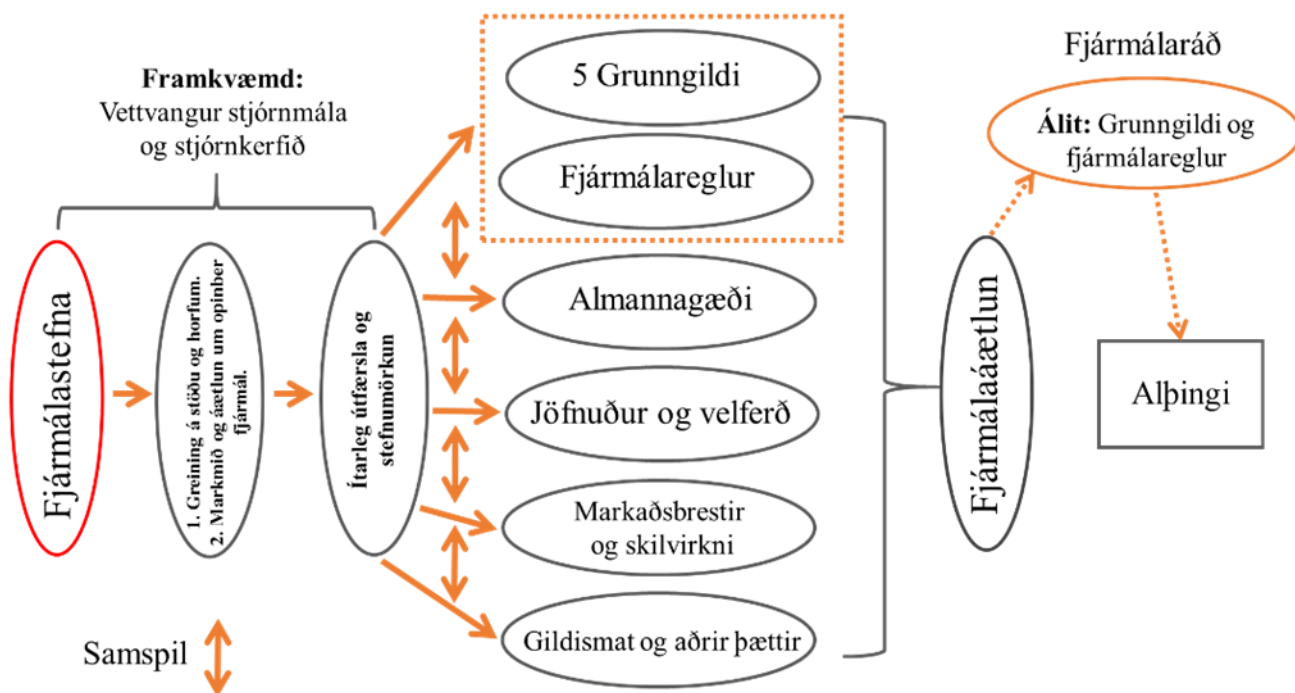 Framkvæmd:
Vettvangur stjórnmála
og stjórnkerfið
Fjármálastefna
1. Greining á stöðu og horfum.
2. Markmið og áætlun um opinber
fjármál.
Ítarleg útfærsla og
stefnumörkun
5 Grunngildi
Fjármálareglur
Almannagæði
Jöfnuður og velferð
Markaðsbrestir
og skilvirkni
Gildismat og aðrir þættir
Fjármálaáætlun
Fjármálaráð
Álit: Grunngildi og
fjármálareglur
Alþingi
Samspil